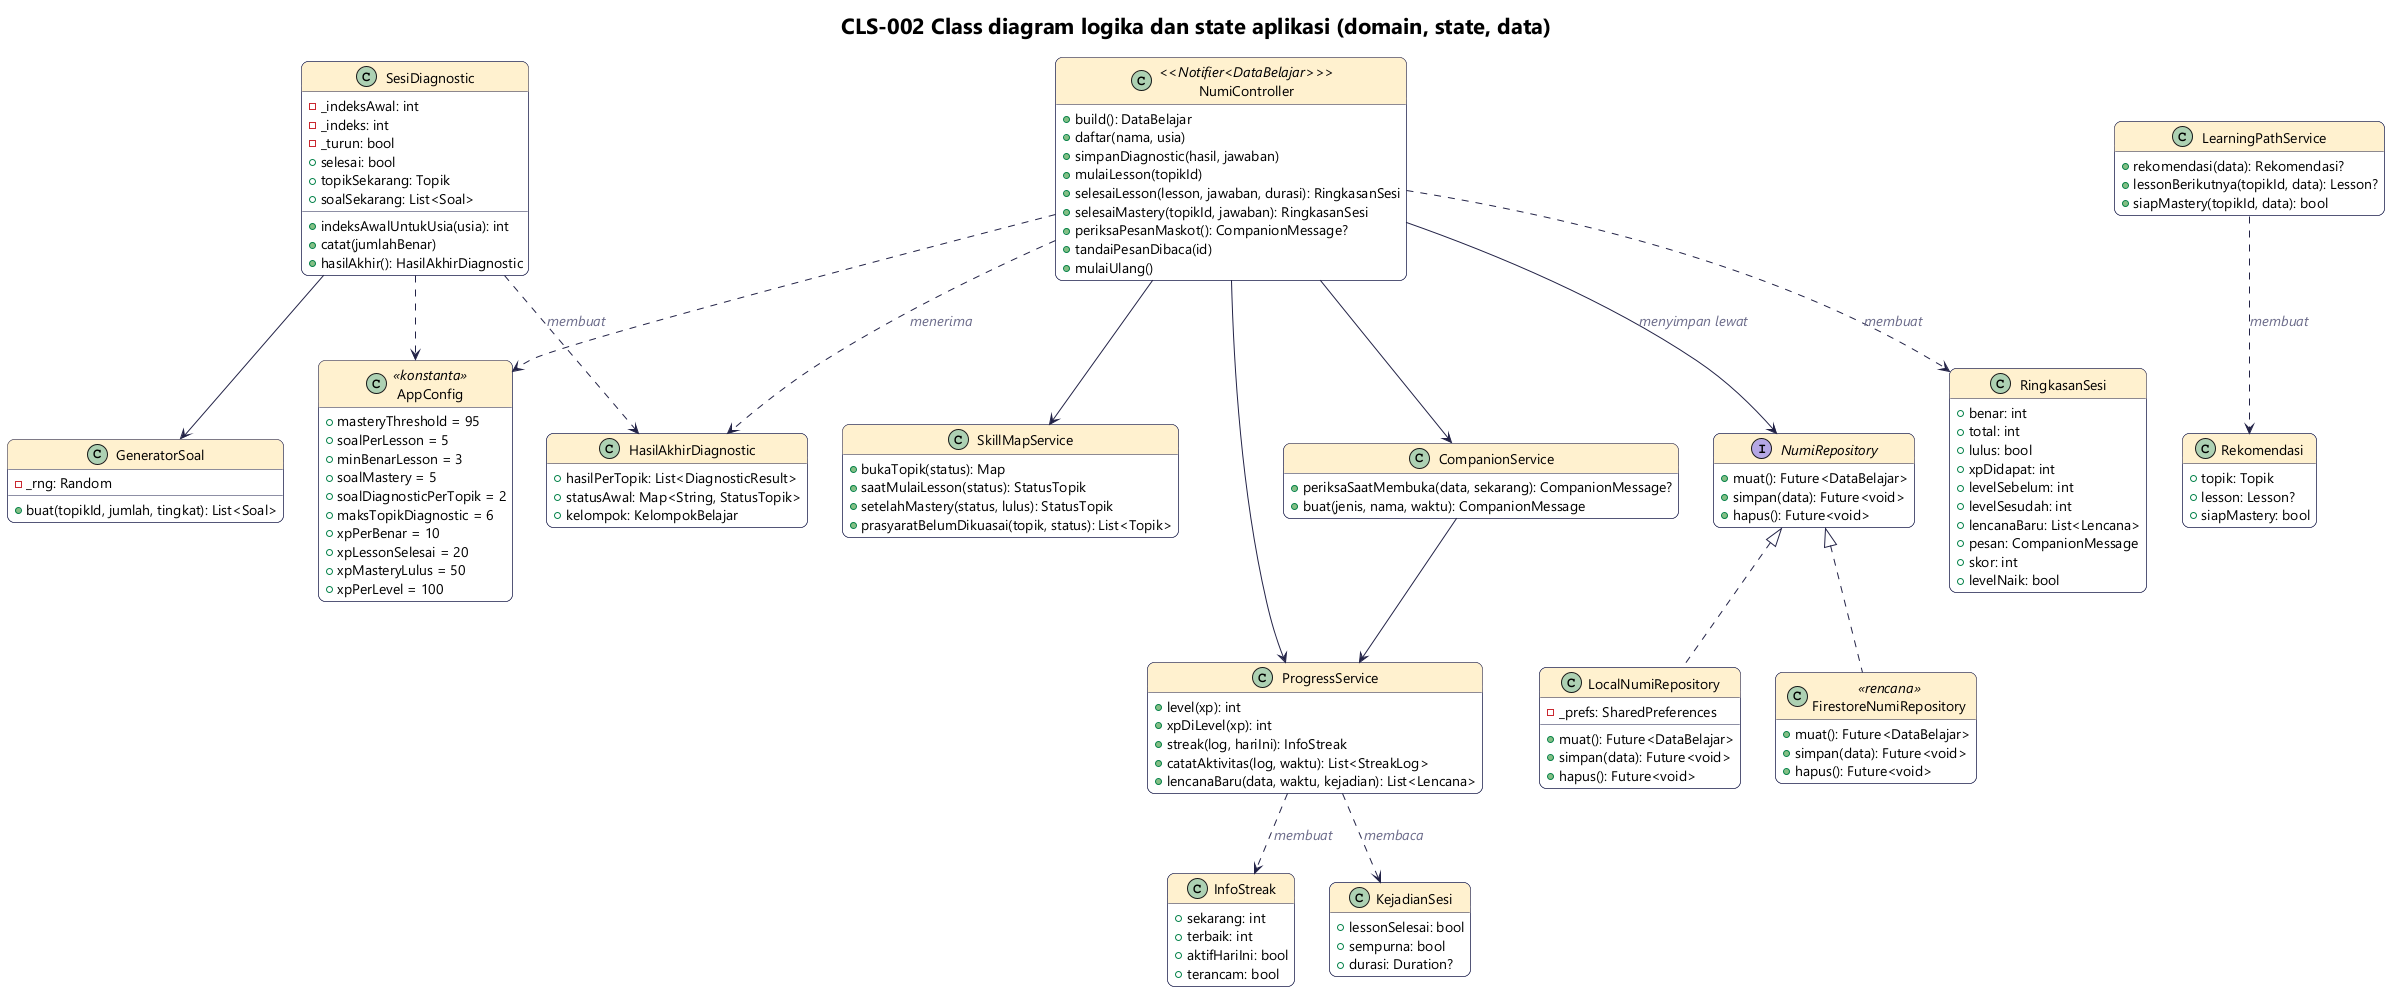 CLS-002 Class diagram logika dan state aplikasi (domain, state, data)
C SesiDiagnostic
_indeksAwal: int
_indeks: int
_turun: bool
selesai: bool
topikSekarang: Topik
soalSekarang: List<Soal>
indeksAwalUntukUsia(usia): int
catat(jumlahBenar)
hasilAkhir(): HasilAkhirDiagnostic
C <<Notifier<DataBelajar>>>
NumiController
build(): DataBelajar
daftar(nama, usia)
simpanDiagnostic(hasil, jawaban)
mulaiLesson(topikId)
selesaiLesson(lesson, jawaban, durasi): RingkasanSesi
selesaiMastery(topikId, jawaban): RingkasanSesi
periksaPesanMaskot(): CompanionMessage?
tandaiPesanDibaca(id)
mulaiUlang()
C LearningPathService
rekomendasi(data): Rekomendasi?
lessonBerikutnya(topikId, data): Lesson?
siapMastery(topikId, data): bool
membuat
menerima
menyimpan lewat
membuat
membuat
C GeneratorSoal
_rng: Random
buat(topikId, jumlah, tingkat): List<Soal>
C «konstanta»
AppConfig
masteryThreshold = 95
soalPerLesson = 5
minBenarLesson = 3
soalMastery = 5
soalDiagnosticPerTopik = 2
maksTopikDiagnostic = 6
xpPerBenar = 10
xpLessonSelesai = 20
xpMasteryLulus = 50
xpPerLevel = 100
C HasilAkhirDiagnostic
hasilPerTopik: List<DiagnosticResult>
statusAwal: Map<String, StatusTopik>
kelompok: KelompokBelajar
C SkillMapService
bukaTopik(status): Map
saatMulaiLesson(status): StatusTopik
setelahMastery(status, lulus): StatusTopik
prasyaratBelumDikuasai(topik, status): List<Topik>
C CompanionService
periksaSaatMembuka(data, sekarang): CompanionMessage?
buat(jenis, nama, waktu): CompanionMessage
I NumiRepository
muat(): Future<DataBelajar>
simpan(data): Future<void>
hapus(): Future<void>
C RingkasanSesi
benar: int
total: int
lulus: bool
xpDidapat: int
levelSebelum: int
levelSesudah: int
lencanaBaru: List<Lencana>
pesan: CompanionMessage
skor: int
levelNaik: bool
C Rekomendasi
topik: Topik
lesson: Lesson?
siapMastery: bool
C ProgressService
level(xp): int
xpDiLevel(xp): int
streak(log, hariIni): InfoStreak
catatAktivitas(log, waktu): List<StreakLog>
lencanaBaru(data, waktu, kejadian): List<Lencana>
C LocalNumiRepository
_prefs: SharedPreferences
muat(): Future<DataBelajar>
simpan(data): Future<void>
hapus(): Future<void>
C «rencana»
FirestoreNumiRepository
muat(): Future<DataBelajar>
simpan(data): Future<void>
hapus(): Future<void>
membuat
membaca
C InfoStreak
sekarang: int
terbaik: int
aktifHariIni: bool
terancam: bool
C KejadianSesi
lessonSelesai: bool
sempurna: bool
durasi: Duration?